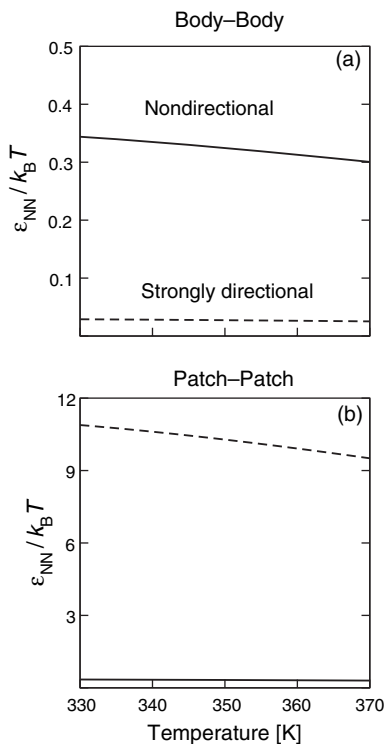 Body–Body
(a)
0.5
0.4
Nondirectional
0.3
ε_NN / k_B T
0.2
0.1
Strongly directional
Patch–Patch
(b)
12
9
ε_NN / k_B T
6
3
330 340 350 360 370
Temperature [K]